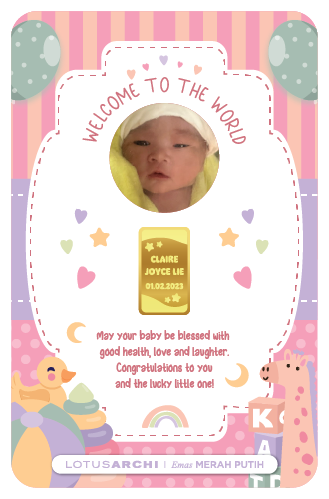 WELCOME TO THE WORLD
CLAIRE
JOYCE LIE
01.02.2023
May your baby be blessed with
good health, love and laughter.
Congratulations to you
and the lucky little one!
K
A
LOTUSARCHI | Emas MERAH PUTIH